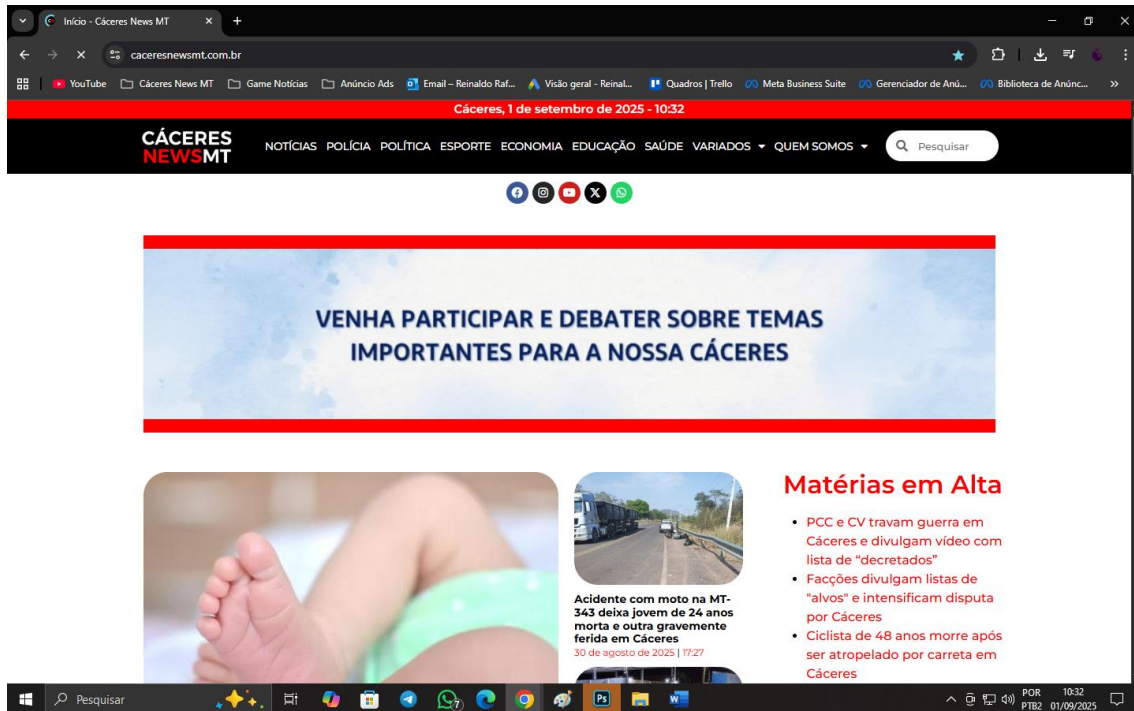 Início - Cáceres News MT
caceresnewsmt.com.br
YouTube Cáceres News MT Game Notícias Anúncio Ads Email – Reinaldo Raf... Visão geral - Reinal... Quadros | Trello Meta Business Suite Gerenciador de Anú... Biblioteca de Anúnc...
Cáceres, 1 de setembro de 2025 - 10:32
CÁCERES
NEWSMT
NOTÍCIAS POLÍCIA POLÍTICA ESPORTE ECONOMIA EDUCAÇÃO SAÚDE VARIADOS QUEM SOMOS
Pesquisar
VENHA PARTICIPAR E DEBATER SOBRE TEMAS
IMPORTANTES PARA A NOSSA CÁCERES
Acidente com moto na MT-
343 deixa jovem de 24 anos
morta e outra gravemente
ferida em Cáceres
30 de agosto de 2025 | 17:27
Matérias em Alta
PCC e CV travam guerra em
Cáceres e divulgam vídeo com
lista de “decretados”
Facções divulgam listas de
"alvos" e intensificam disputa
por Cáceres
Ciclista de 48 anos morre após
ser atropelado por carreta em
Cáceres
Pesquisar
7
Ps
POR
PTB2
10:32
01/09/2025